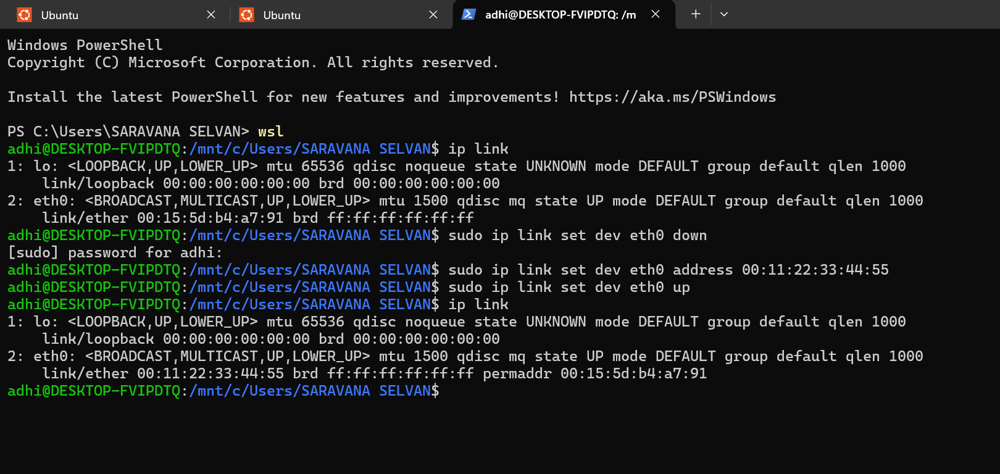 Ubuntu
Ubuntu
adhi@DESKTOP-FVIPDTQ: /m
Windows PowerShell
Copyright (C) Microsoft Corporation. All rights reserved.
Install the latest PowerShell for new features and improvements! https://aka.ms/PSWindows
PS C:\Users\SARAVANA SELVAN> wsl
adhi@DESKTOP-FVIPDTQ:/mnt/c/Users/SARAVANA SELVAN$ ip link
1: lo: <LOOPBACK,UP,LOWER_UP> mtu 65536 qdisc noqueue state UNKNOWN mode DEFAULT group default qlen 1000
    link/loopback 00:00:00:00:00:00 brd 00:00:00:00:00:00
2: eth0: <BROADCAST,MULTICAST,UP,LOWER_UP> mtu 1500 qdisc mq state UP mode DEFAULT group default qlen 1000
    link/ether 00:15:5d:b4:a7:91 brd ff:ff:ff:ff:ff:ff
adhi@DESKTOP-FVIPDTQ:/mnt/c/Users/SARAVANA SELVAN$ sudo ip link set dev eth0 down
[sudo] password for adhi:
adhi@DESKTOP-FVIPDTQ:/mnt/c/Users/SARAVANA SELVAN$ sudo ip link set dev eth0 address 00:11:22:33:44:55
adhi@DESKTOP-FVIPDTQ:/mnt/c/Users/SARAVANA SELVAN$ sudo ip link set dev eth0 up
adhi@DESKTOP-FVIPDTQ:/mnt/c/Users/SARAVANA SELVAN$ ip link
1: lo: <LOOPBACK,UP,LOWER_UP> mtu 65536 qdisc noqueue state UNKNOWN mode DEFAULT group default qlen 1000
    link/loopback 00:00:00:00:00:00 brd 00:00:00:00:00:00
2: eth0: <BROADCAST,MULTICAST,UP,LOWER_UP> mtu 1500 qdisc mq state UP mode DEFAULT group default qlen 1000
    link/ether 00:11:22:33:44:55 brd ff:ff:ff:ff:ff:ff permaddr 00:15:5d:b4:a7:91
adhi@DESKTOP-FVIPDTQ:/mnt/c/Users/SARAVANA SELVAN$